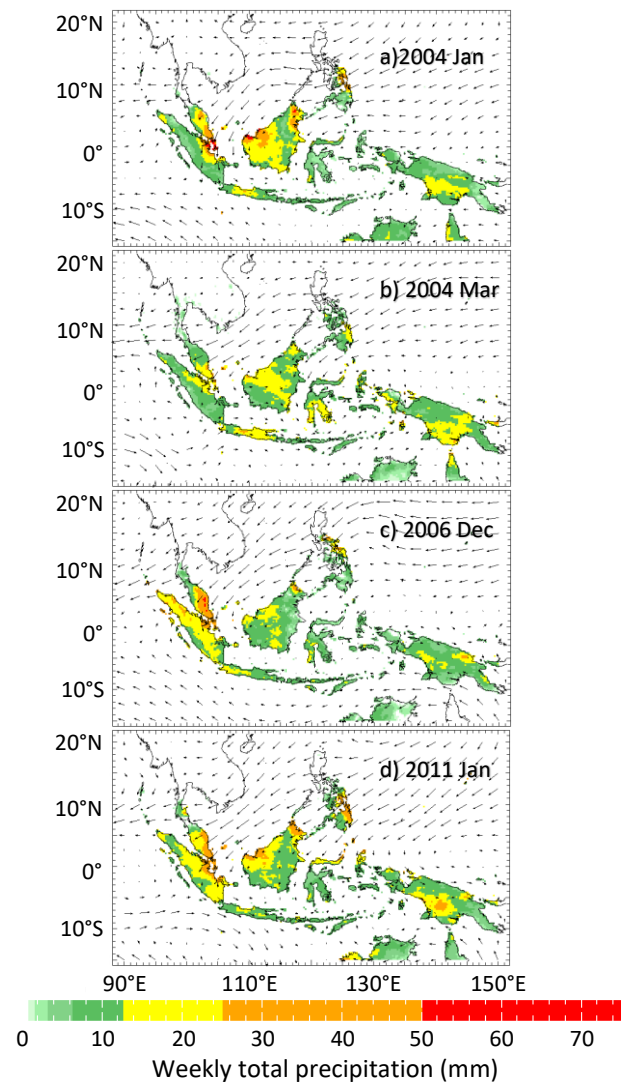 20°N
a)2004 Jan
10°N
0°
10°S
20°N
b) 2004 Mar
10°N
0°
10°S
20°N
c) 2006 Dec
10°N
0°
10°S
20°N
d) 2011 Jan
10°N
0°
10°S
90°E 110°E 130°E 150°E
0 10 20 30 40 50 60 70
Weekly total precipitation (mm)